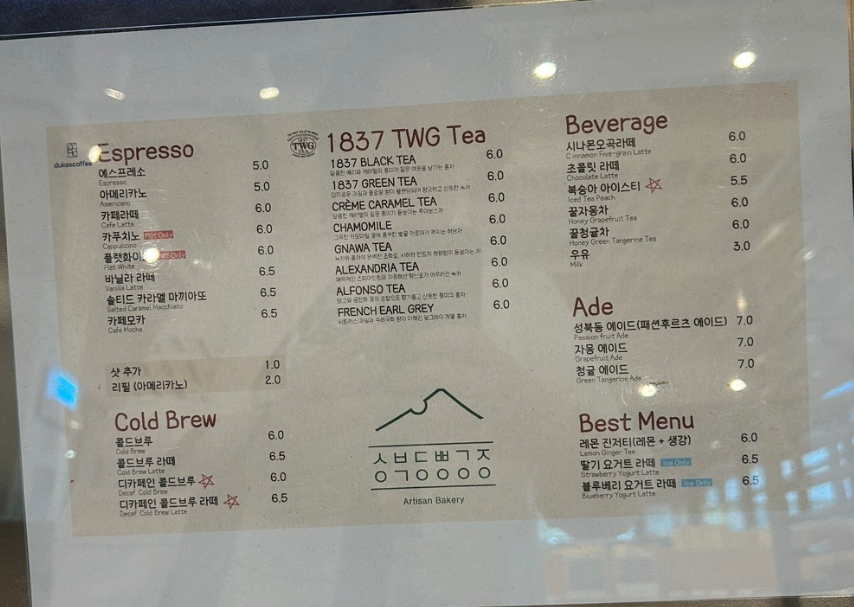 dukescoffee
Espresso
에스프레소 5.0
Espresso
아메리카노 5.0
Americano
카페라떼 6.0
Cafe Latte
카푸치노 Hot Only 6.0
Cappuccino
플랫화이 Hot Only 6.0
Flat White
바닐라 라떼 6.5
Vanilla Latte
솔티드 카라멜 마끼아또 6.5
Salted Caramel Macchiato
카페모카 6.5
Cafe Mocha
샷 추가 1.0
리필 (아메리카노) 2.0
Cold Brew
콜드브루 6.0
Cold Brew
콜드브루 라떼 6.5
Cold Brew Latte
디카페인 콜드브루 6.0
Decaf. Cold Brew
디카페인 콜드브루 라떼 6.5
Decaf. Cold Brew Latte
TWG
1837 TWG Tea
1837 BLACK TEA 6.0
1837 GREEN TEA 6.0
CRÈME CARAMEL TEA 6.0
CHAMOMILE 6.0
GNAWA TEA 6.0
ALEXANDRIA TEA 6.0
ALFONSO TEA 6.0
FRENCH EARL GREY 6.0
성북동빵공장
Artisan Bakery
Beverage
시나몬오곡라떼 6.0
Cinnamon Five-grain Latte
초콜릿 라떼 6.0
Chocolate Latte
복숭아 아이스티 5.5
Iced Tea Peach
꿀자몽차 6.0
Honey Grapefruit Tea
꿀청귤차 6.0
Honey Green Tangerine Tea
우유 3.0
Milk
Ade
성북동 에이드(패션후르츠 에이드) 7.0
Passion fruit Ade
자몽 에이드 7.0
Grapefruit Ade
청귤 에이드 7.0
Green Tangerine Ade
Best Menu
레몬 진저티(레몬 + 생강) 6.0
Lemon Ginger Tea
딸기 요거트 라떼 Ice Only 6.5
Strawberry Yogurt Latte
블루베리 요거트 라떼 Ice Only 6.5
Blueberry Yogurt Latte